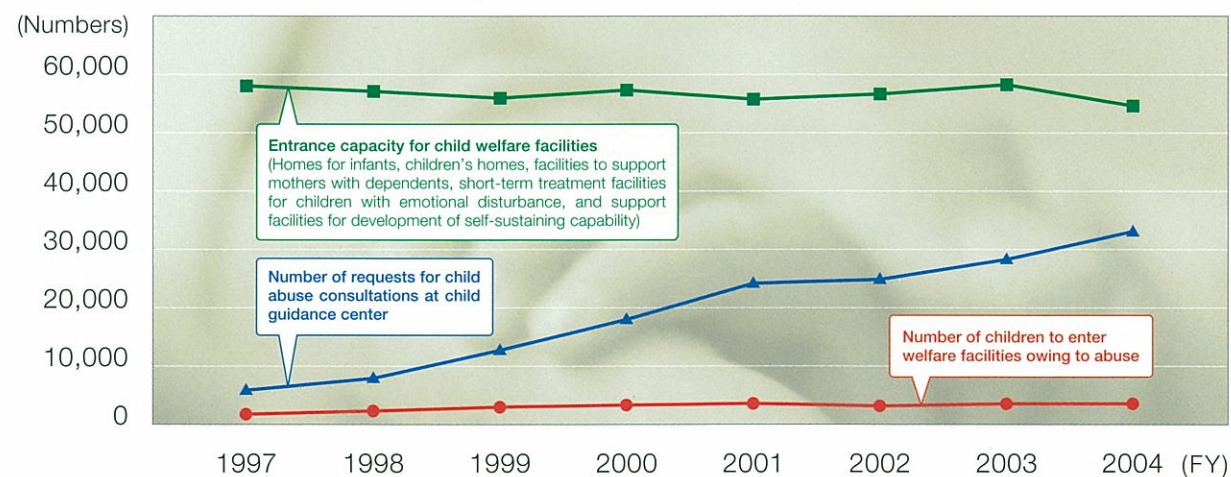 (Numbers)
60,000
50,000
40,000
30,000
20,000
10,000
0
Entrance capacity for child welfare facilities
(Homes for infants, children's homes, facilities to support
mothers with dependents, short-term treatment facilities
for children with emotional disturbance, and support
facilities for development of self-sustaining capability)
Number of requests for child
abuse consultations at child
guidance center
Number of children to enter
welfare facilities owing to abuse
1997 1998 1999 2000 2001 2002 2003 2004 (FY)